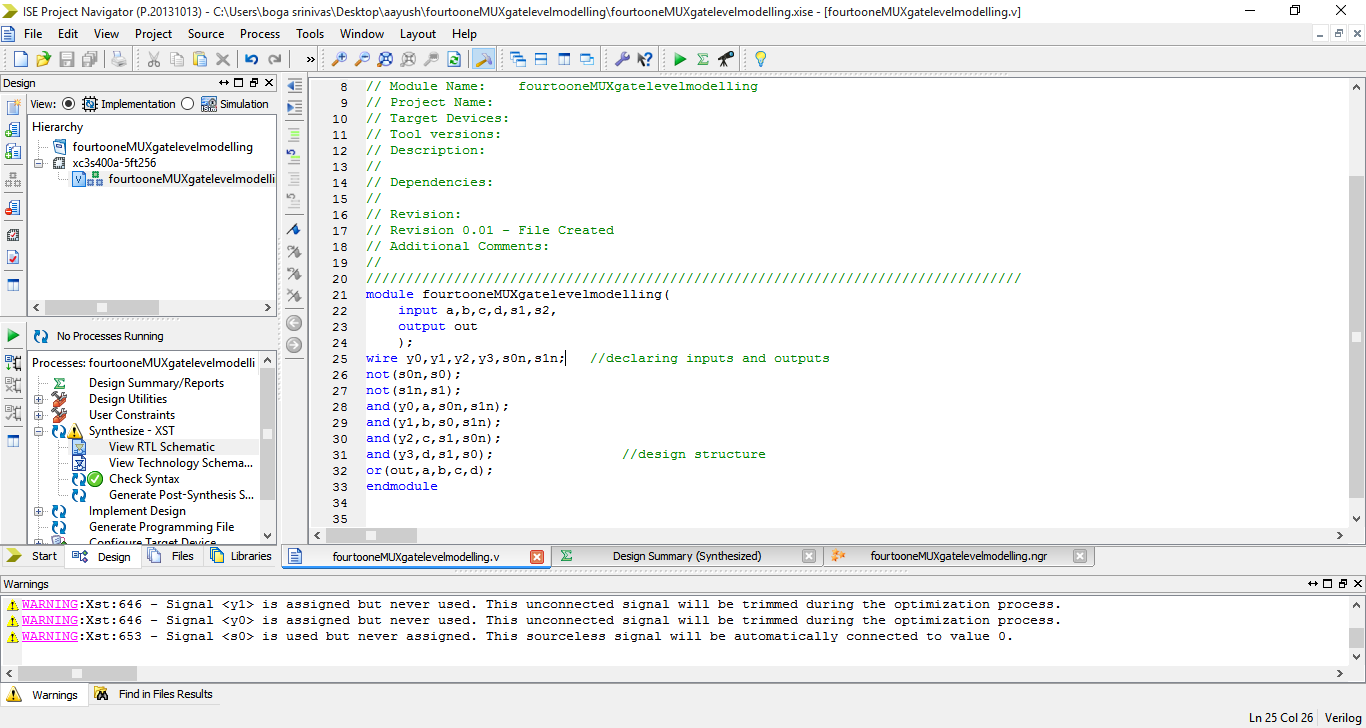 ISE Project Navigator (P.20131013) - C:\Users\boga srinivas\Desktop\aayush\fourtooneMUXgatelevelmodelling\fourtooneMUXgatelevelmodelling.xise - [fourtooneMUXgatelevelmodelling.v]
File Edit View Project Source Process Tools Window Layout Help
Design
View: Implementation Simulation
Hierarchy
fourtooneMUXgatelevelmodelling
xc3s400a-5ft256
fourtooneMUXgatelevelmodelli
No Processes Running
Processes: fourtooneMUXgatelevelmodelli
Design Summary/Reports
Design Utilities
User Constraints
Synthesize - XST
View RTL Schematic
View Technology Schema...
Check Syntax
Generate Post-Synthesis S...
Implement Design
Generate Programming File
Configure Target Device
Start Design Files Libraries
8 // Module Name: fourtooneMUXgatelevelmodelling
9 // Project Name:
10 // Target Devices:
11 // Tool versions:
12 // Description:
13 //
14 // Dependencies:
15 //
16 // Revision:
17 // Revision 0.01 - File Created
18 // Additional Comments:
19 //
20 //////////////////////////////////////////////////////////////////////////////////
21 module fourtooneMUXgatelevelmodelling(
22 input a,b,c,d,s1,s2,
23 output out
24 );
25 wire y0,y1,y2,y3,s0n,s1n; //declaring inputs and outputs
26 not(s0n,s0);
27 not(s1n,s1);
28 and(y0,a,s0n,s1n);
29 and(y1,b,s0,s1n);
30 and(y2,c,s1,s0n);
31 and(y3,d,s1,s0); //design structure
32 or(out,a,b,c,d);
33 endmodule
34
35
fourtooneMUXgatelevelmodelling.v Design Summary (Synthesized) fourtooneMUXgatelevelmodelling.ngr
Warnings
WARNING:Xst:646 - Signal <y1> is assigned but never used. This unconnected signal will be trimmed during the optimization process.
WARNING:Xst:646 - Signal <y0> is assigned but never used. This unconnected signal will be trimmed during the optimization process.
WARNING:Xst:653 - Signal <s0> is used but never assigned. This sourceless signal will be automatically connected to value 0.
Warnings Find in Files Results
Ln 25 Col 26 Verilog